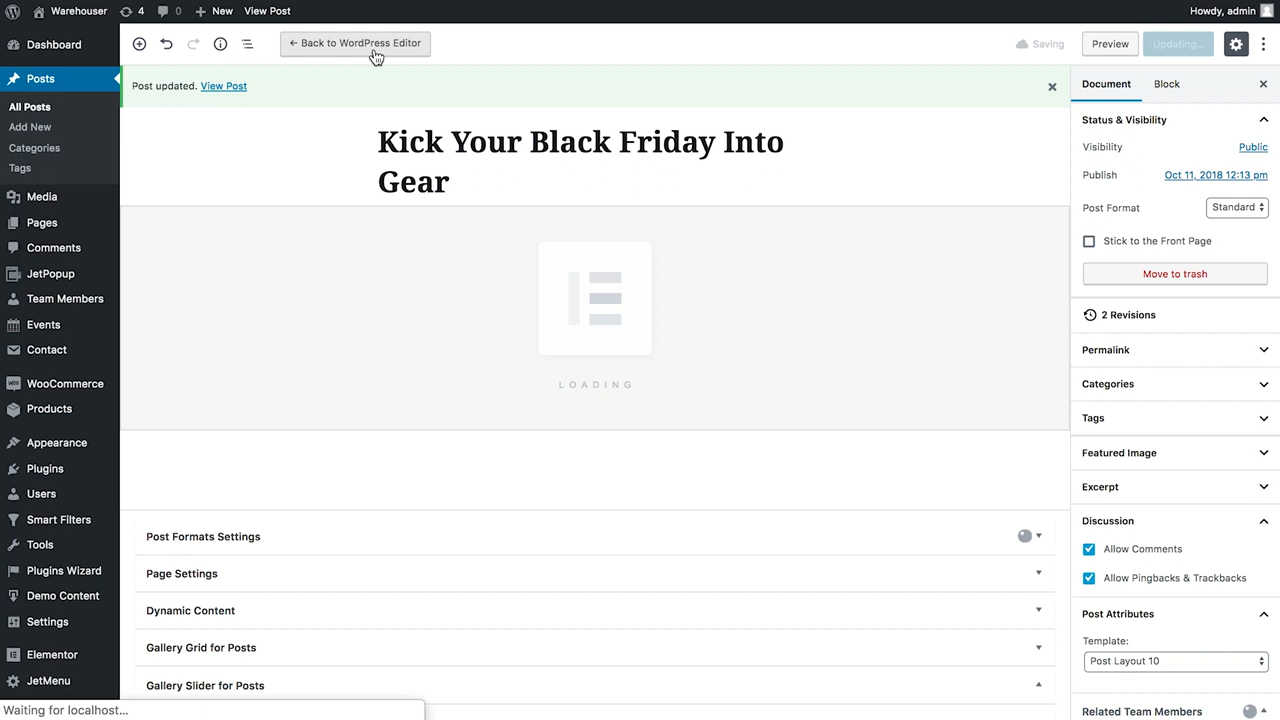 Warehouser 4 0 New View Post Howdy, admin
← Back to WordPress Editor Saving Preview Updating...
Dashboard
Posts
All Posts
Add New
Categories
Tags
Media
Pages
Comments
JetPopup
Team Members
Events
Contact
WooCommerce
Products
Appearance
Plugins
Users
Smart Filters
Tools
Plugins Wizard
Demo Content
Settings
Elementor
JetMenu
Post updated. View Post
Kick Your Black Friday Into
Gear
LOADING
Post Formats Settings
Page Settings
Dynamic Content
Gallery Grid for Posts
Gallery Slider for Posts
Document Block
Status & Visibility
Visibility Public
Publish Oct 11, 2018 12:13 pm
Post Format Standard
Stick to the Front Page
Move to trash
2 Revisions
Permalink
Categories
Tags
Featured Image
Excerpt
Discussion
Allow Comments
Allow Pingbacks & Trackbacks
Post Attributes
Template:
Post Layout 10
Related Team Members
Waiting for localhost...